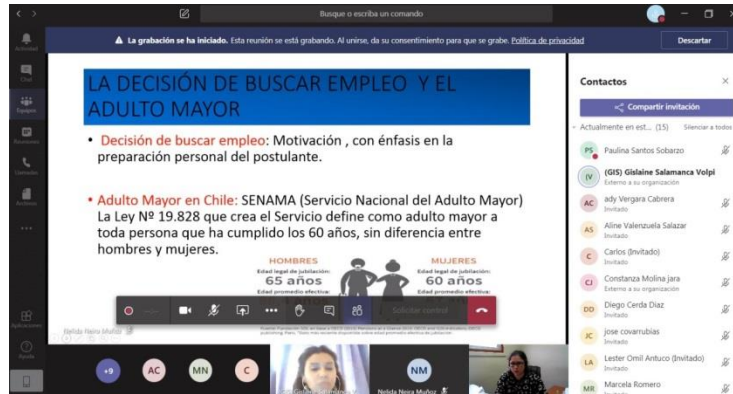 Busque o escriba un comando
La grabación se ha iniciado. Esta reunión se está grabando. Al unirse, da su consentimiento para que se grabe. Política de privacidad
Descartar
Actividad
Chat
Equipos
Reuniones
Llamadas
Archivos
Aplicaciones
Ayuda
LA DECISIÓN DE BUSCAR EMPLEO Y EL
ADULTO MAYOR
• Decisión de buscar empleo: Motivación , con énfasis en la
preparación personal del postulante.
• Adulto Mayor en Chile: SENAMA (Servicio Nacional del Adulto Mayor)
La Ley Nº 19.828 que crea el Servicio define como adulto mayor a
toda persona que ha cumplido los 60 años, sin diferencia entre
hombres y mujeres.
HOMBRES
Edad legal de jubilación:
65 años
Edad promedio efectiva:
MUJERES
Edad legal de jubilación:
60 años
Edad promedio efectiva:
Solicitar control
Nelida Neira Muñoz
+9
AC
MN
C
NM
Nelida Neira Muñoz
Contactos
Compartir invitación
Actualmente en est... (15)
Silenciar a todos
PS
Paulina Santos Sobarzo
(V
(GIS) Gislaine Salamanca Volpi
Externo a su organización
AC
ady Vergara Cabrera
Invitado
AS
Aline Valenzuela Salazar
Invitado
C
Carlos (Invitado)
Invitado
CJ
Constanza Molina jara
Externo a su organización
DD
Diego Cerda Díaz
Invitado
JC
jose covarrubias
Invitado
LA
Lester Omil Antuco (Invitado)
Invitado
MR
Marcela Romero